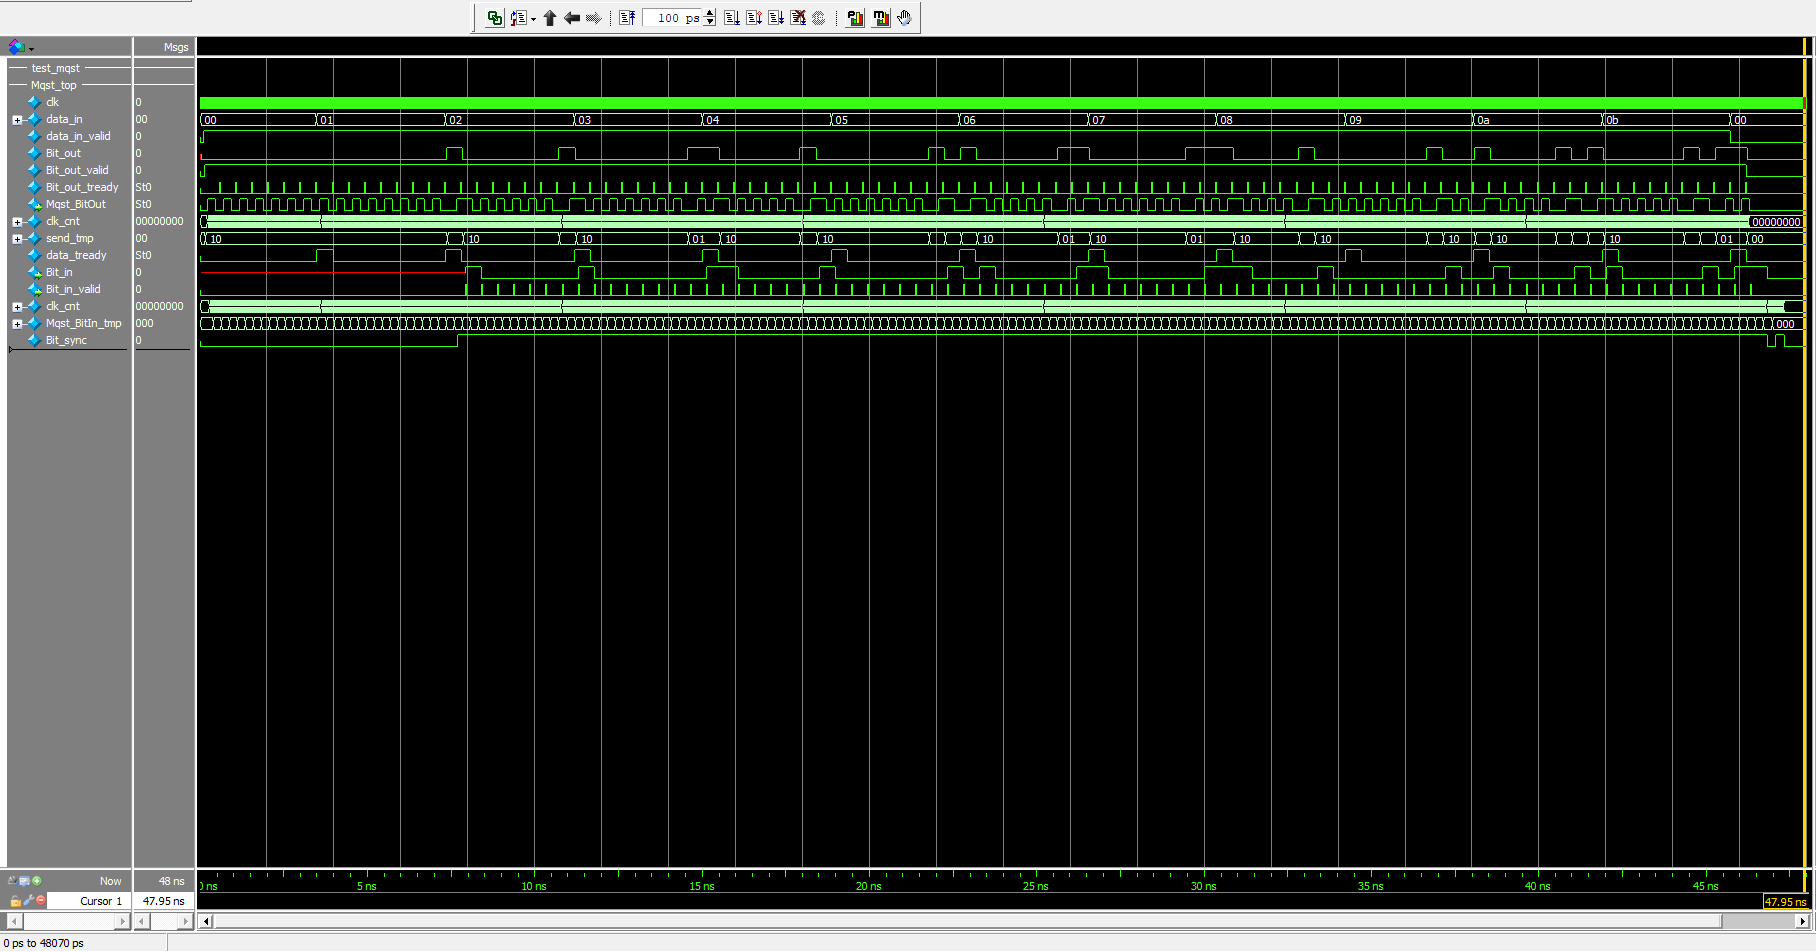 100 ps
Msgs
test_mqst
Mqst_top
clk 0
data_in 00 00 01 02 03 04 05 06 07 08 09 0a 0b 00
data_in_valid 0
Bit_out 0
Bit_out_valid 0
Bit_out_tready St0
Mqst_BitOut St0
clk_cnt 00000000 00000000
send_tmp 00 10 10 10 01 10 10 10 01 10 01 10 10 10 10 10 01 00
data_tready St0
Bit_in 0
Bit_in_valid 0
clk_cnt 00000000
Mqst_BitIn_tmp 000 000
Bit_sync 0
Now 48 ns
5 ns 10 ns 15 ns 20 ns 25 ns 30 ns 35 ns 40 ns 45 ns
Cursor 1 47.95 ns 47.95 ns
0 ps to 48070 ps